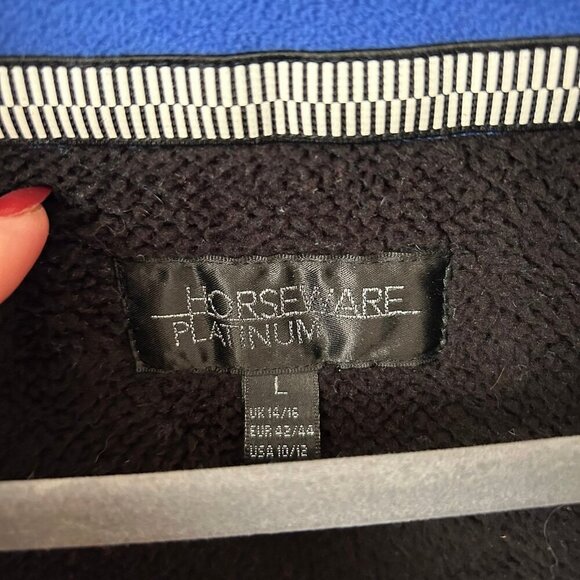 HORSEWARE
PLATINUM
L
UK 14/16
EUR 42/44
USA 10/12